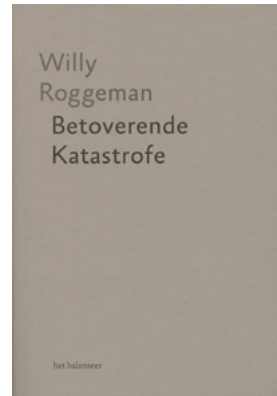 Willy
Roggeman
Betoverende
Katastrofe
het balanseer